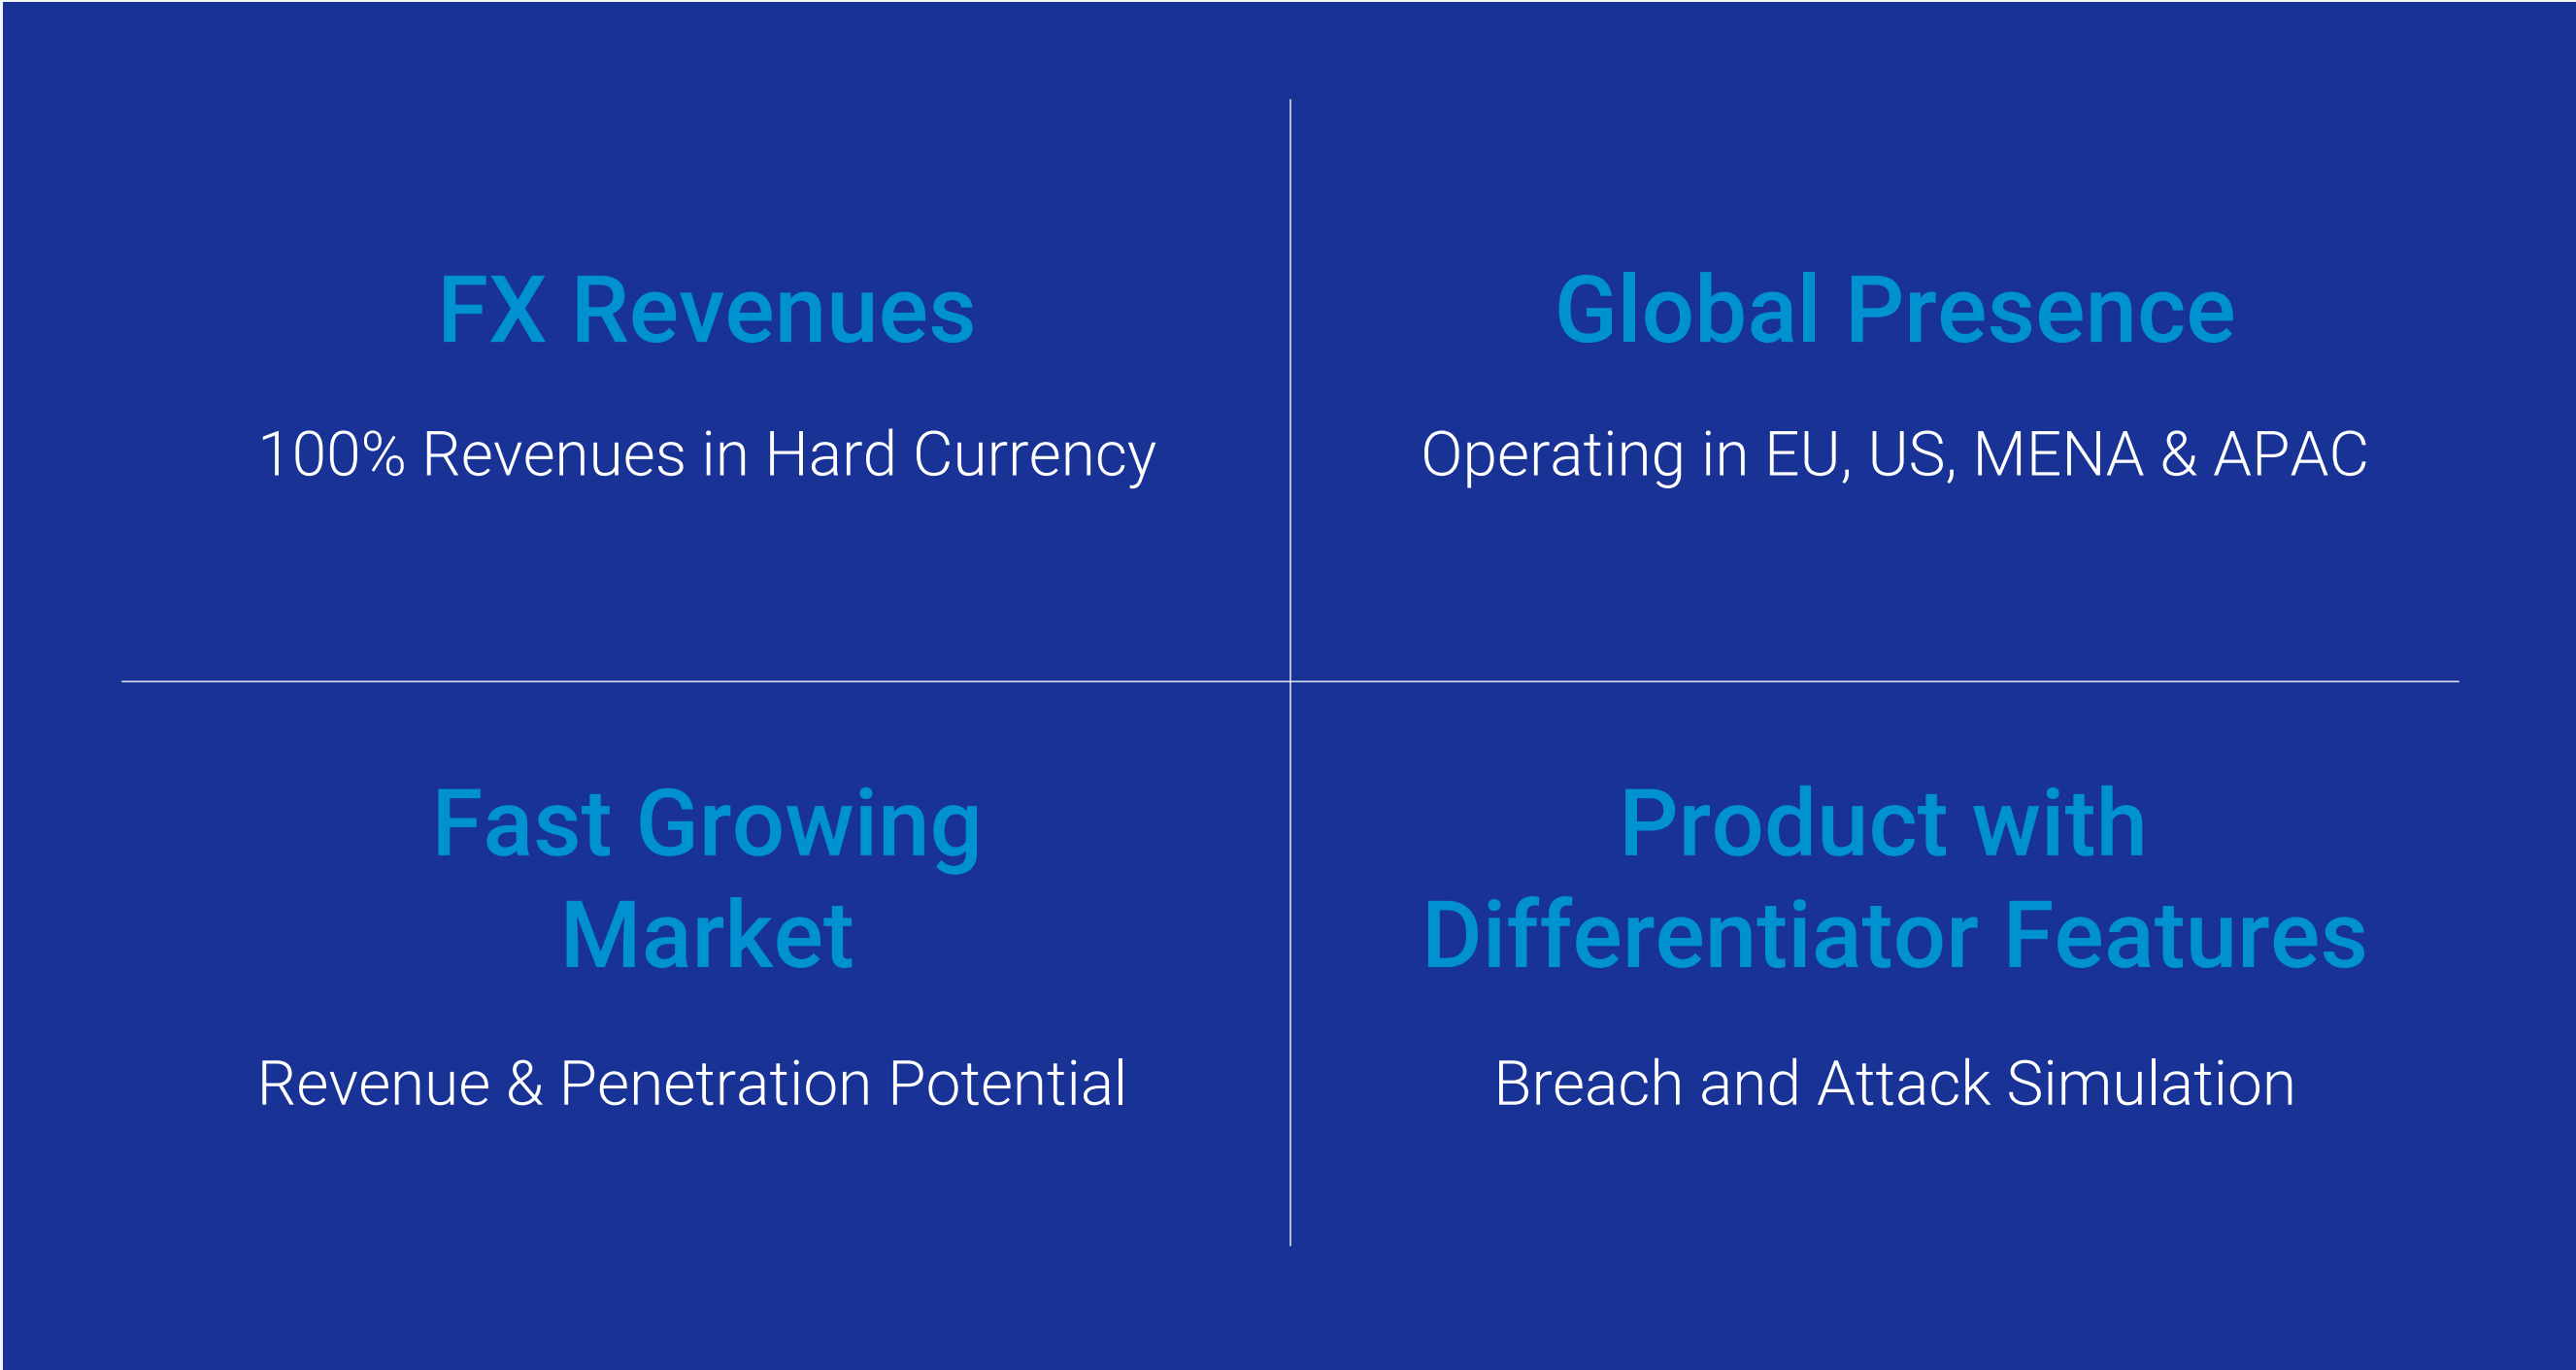 FX Revenues
100% Revenues in Hard Currency
Global Presence
Operating in EU, US, MENA & APAC
Fast Growing
Market
Revenue & Penetration Potential
Product with
Differentiator Features
Breach and Attack Simulation